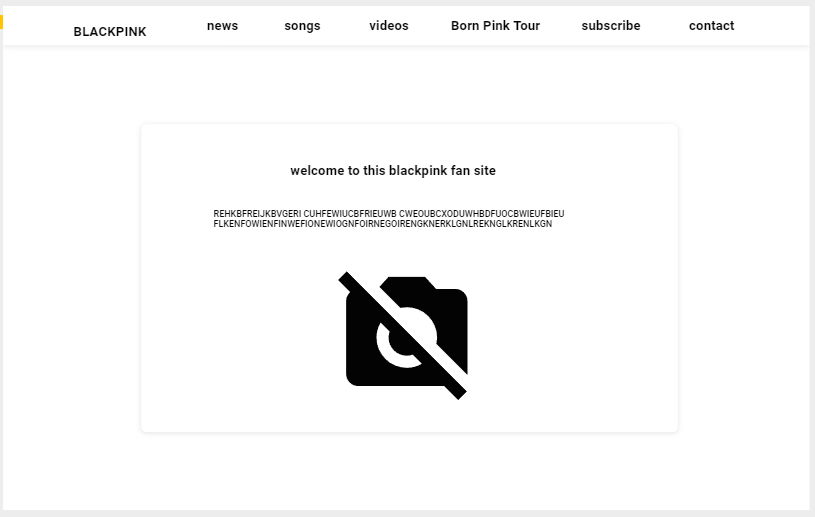 BLACKPINK news songs videos Born Pink Tour subscribe contact
welcome to this blackpink fan site
REHKBFREIJKBVGERI CUHFEWIUCBFRIEUWB CWEOUBCXODUWHBDFUOCBWIEUFBIEU
FLKENFOWIENFINWEFIONEWIOGNFOIRNEGOIRENGKNERKLGNLREKNGLKRENLKGN